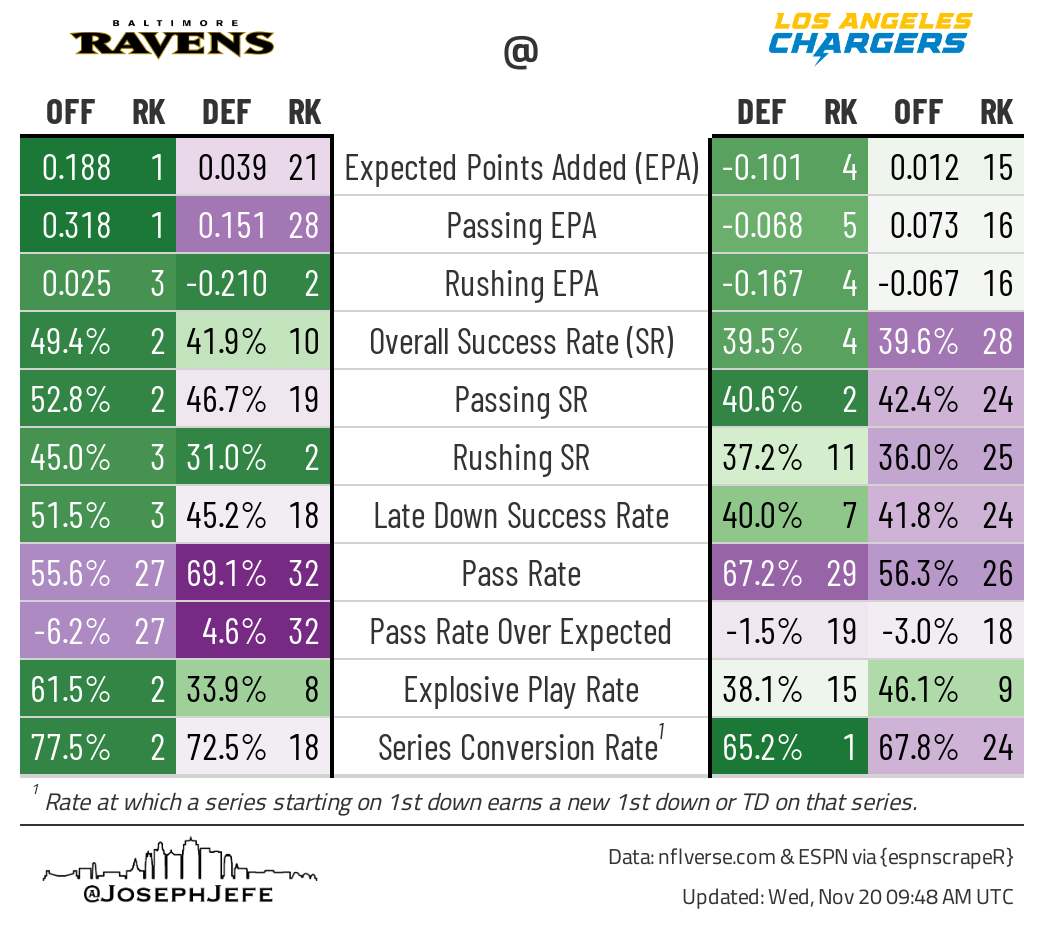 BALTIMORE
RAVENS
@
LOS ANGELES
CHARGERS
OFF RK DEF RK DEF RK OFF RK
0.188 1 0.039 21 Expected Points Added (EPA) -0.101 4 0.012 15
0.318 1 0.151 28 Passing EPA -0.068 5 0.073 16
0.025 3 -0.210 2 Rushing EPA -0.167 4 -0.067 16
49.4% 2 41.9% 10 Overall Success Rate (SR) 39.5% 4 39.6% 28
52.8% 2 46.7% 19 Passing SR 40.6% 2 42.4% 24
45.0% 3 31.0% 2 Rushing SR 37.2% 11 36.0% 25
51.5% 3 45.2% 18 Late Down Success Rate 40.0% 7 41.8% 24
55.6% 27 69.1% 32 Pass Rate 67.2% 29 56.3% 26
-6.2% 27 4.6% 32 Pass Rate Over Expected -1.5% 19 -3.0% 18
61.5% 2 33.9% 8 Explosive Play Rate 38.1% 15 46.1% 9
77.5% 2 72.5% 18 Series Conversion Rate¹ 65.2% 1 67.8% 24
¹ Rate at which a series starting on 1st down earns a new 1st down or TD on that series.
@JOSEPHJEFE
Data: nflverse.com & ESPN via {espnscrapeR}
Updated: Wed, Nov 20 09:48 AM UTC